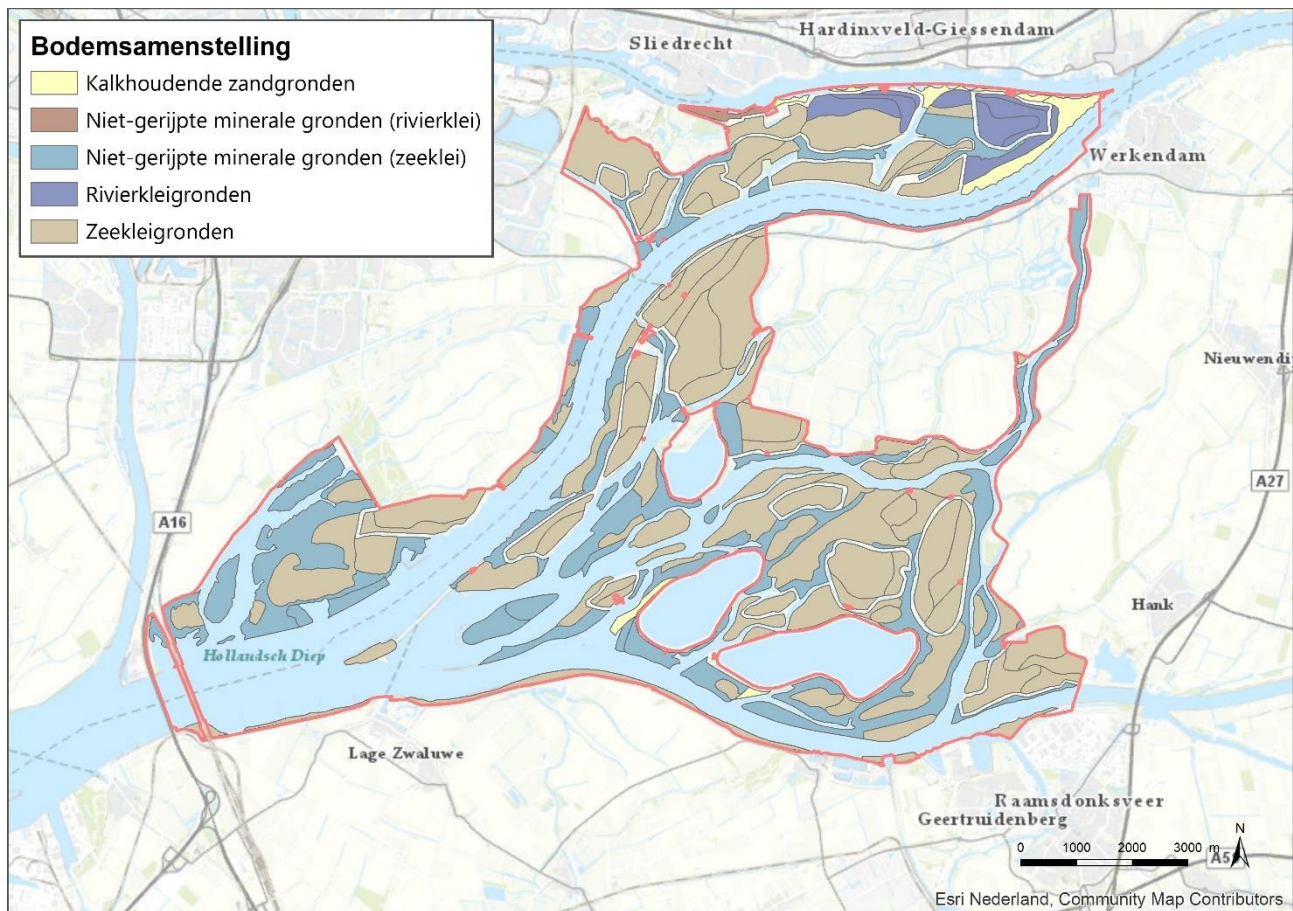 Bodemsamenstelling
Kalkhoudende zandgronden
Niet-gerijpte minerale gronden (rivierklei)
Niet-gerijpte minerale gronden (zeeklei)
Rivierkleigronden
Zeekleigronden
Sliedrecht
Hardinxveld-Giessendam
Werkendam
Nieuwendi
A27
A16
Hank
Hollandsch Diep
Lage Zwaluwe
Raamsdonksveer
Geertruidenberg
N
0 1000 2000 3000 m
A5
Esri Nederland, Community Map Contributors